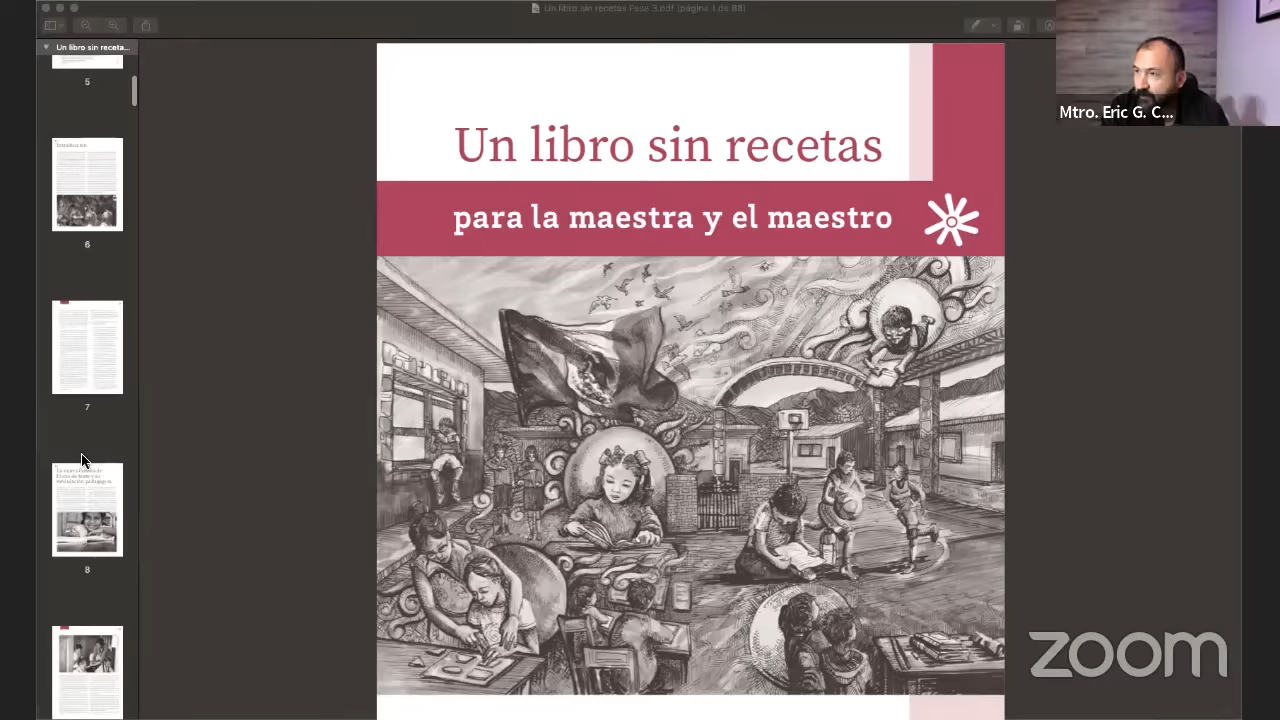 Un libro sin recetas Fase 3.pdf (página 1 de 88)
Un libro sin receta...
5
6
7
8
Un libro sin recetas
para la maestra y el maestro
Mtro. Eric G. C...
zoom